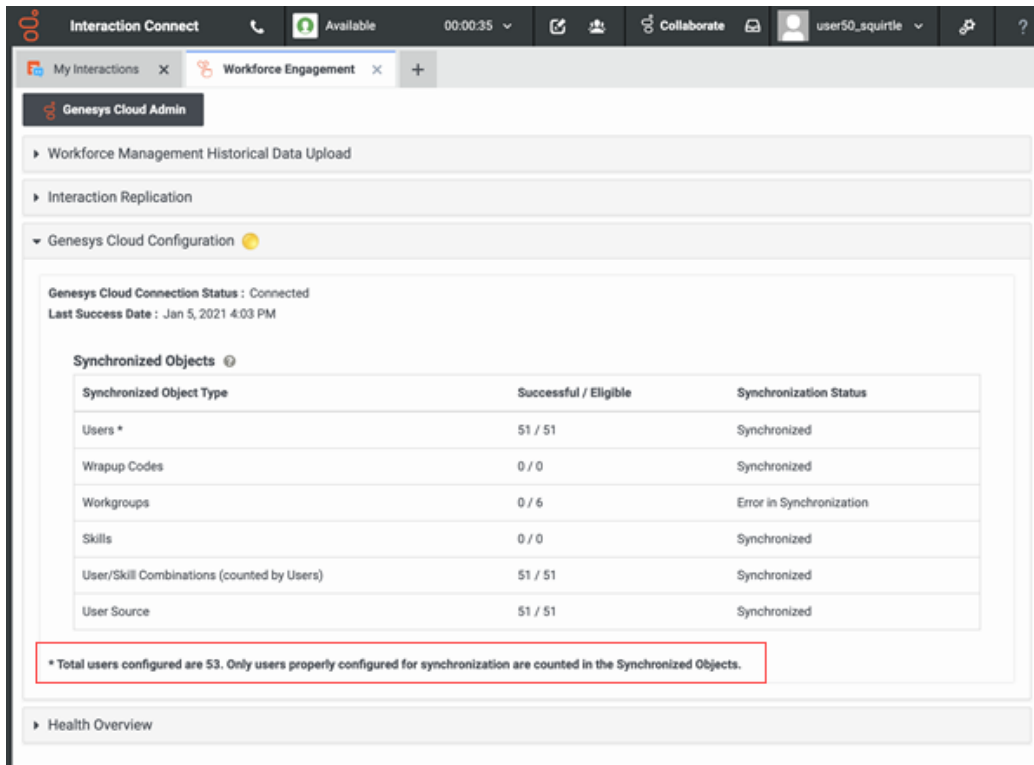 Interaction Connect Available 00:00:35 Collaborate user50_squirtle ?
My Interactions X Workforce Engagement X +
Genesys Cloud Admin
Workforce Management Historical Data Upload
Interaction Replication
Genesys Cloud Configuration
Genesys Cloud Connection Status : Connected
Last Success Date : Jan 5, 2021 4:03 PM
Synchronized Objects ?
Synchronized Object Type Successful / Eligible Synchronization Status
Users * 51 / 51 Synchronized
Wrapup Codes 0 / 0 Synchronized
Workgroups 0 / 6 Error in Synchronization
Skills 0 / 0 Synchronized
User/Skill Combinations (counted by Users) 51 / 51 Synchronized
User Source 51 / 51 Synchronized
* Total users configured are 53. Only users properly configured for synchronization are counted in the Synchronized Objects.
Health Overview